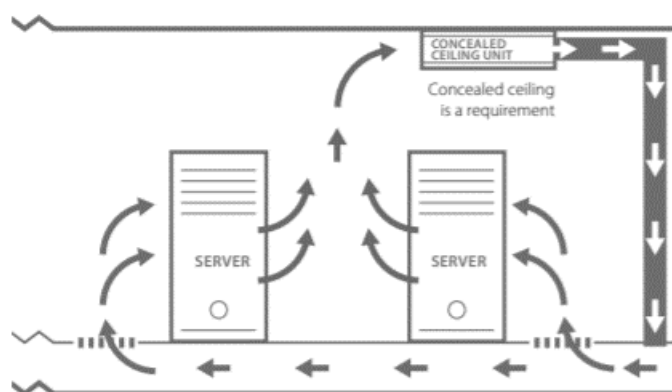 CONCEALED
CEILING UNIT
Concealed ceiling
is a requirement
SERVER
SERVER